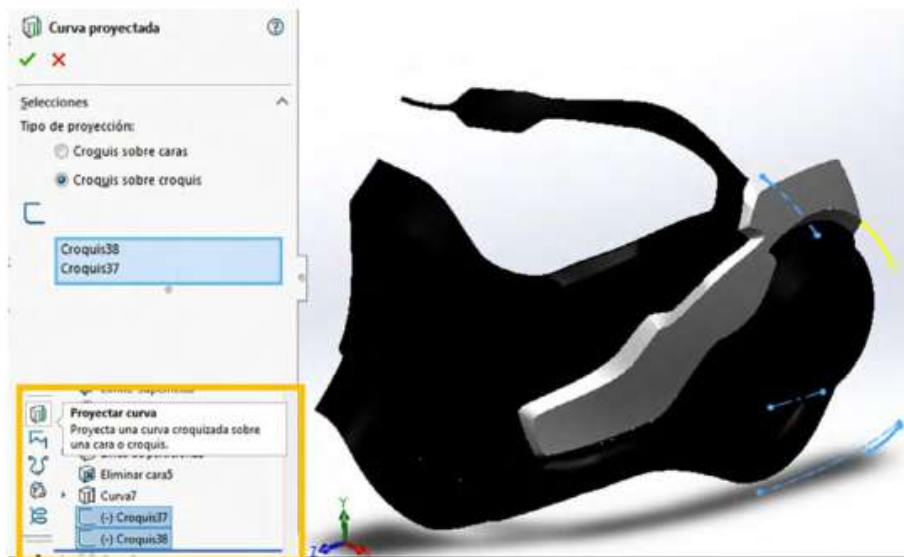 Curva proyectada
Selecciones
Tipo de proyección:
Croquis sobre caras
Croquis sobre croquis
Croquis38
Croquis37
Proyectar curva
Proyecta una curva croquizada sobre
una cara o croquis.
Eliminar cara5
Curva7
(-) Croquis37
(-) Croquis38
Y
Z